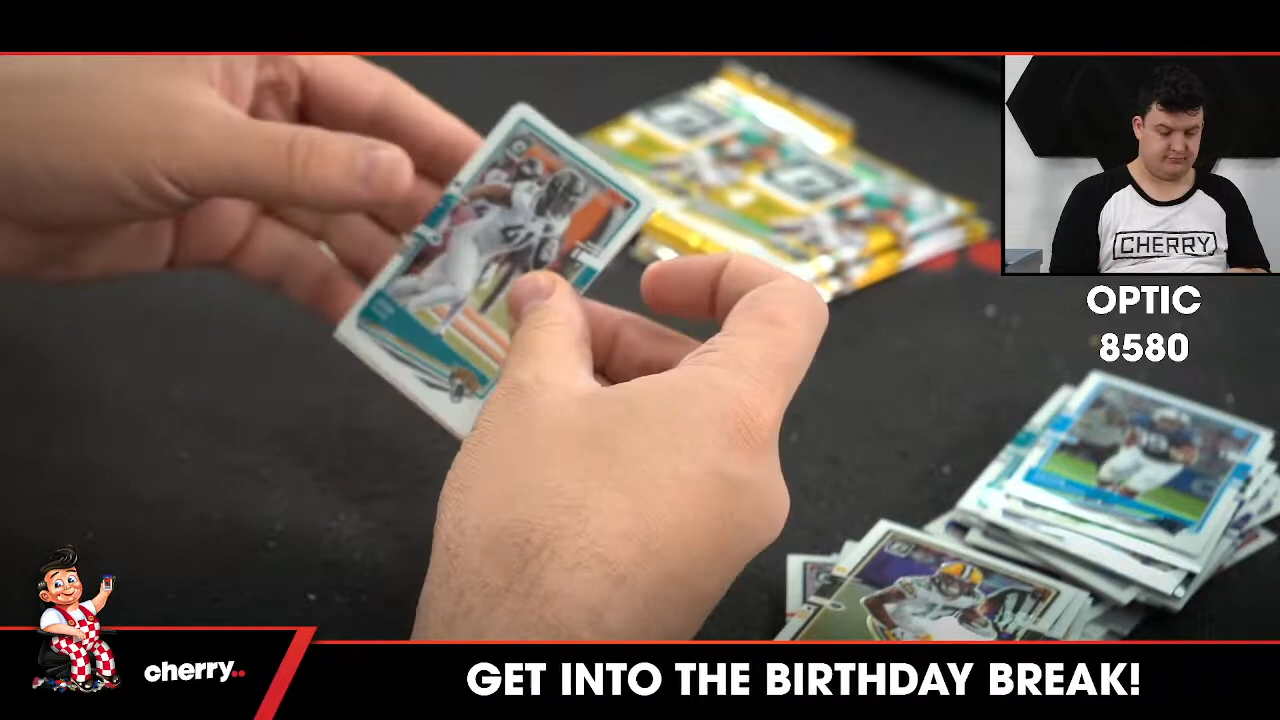 CHERRY
OPTIC
8580
cherry..
GET INTO THE BIRTHDAY BREAK!